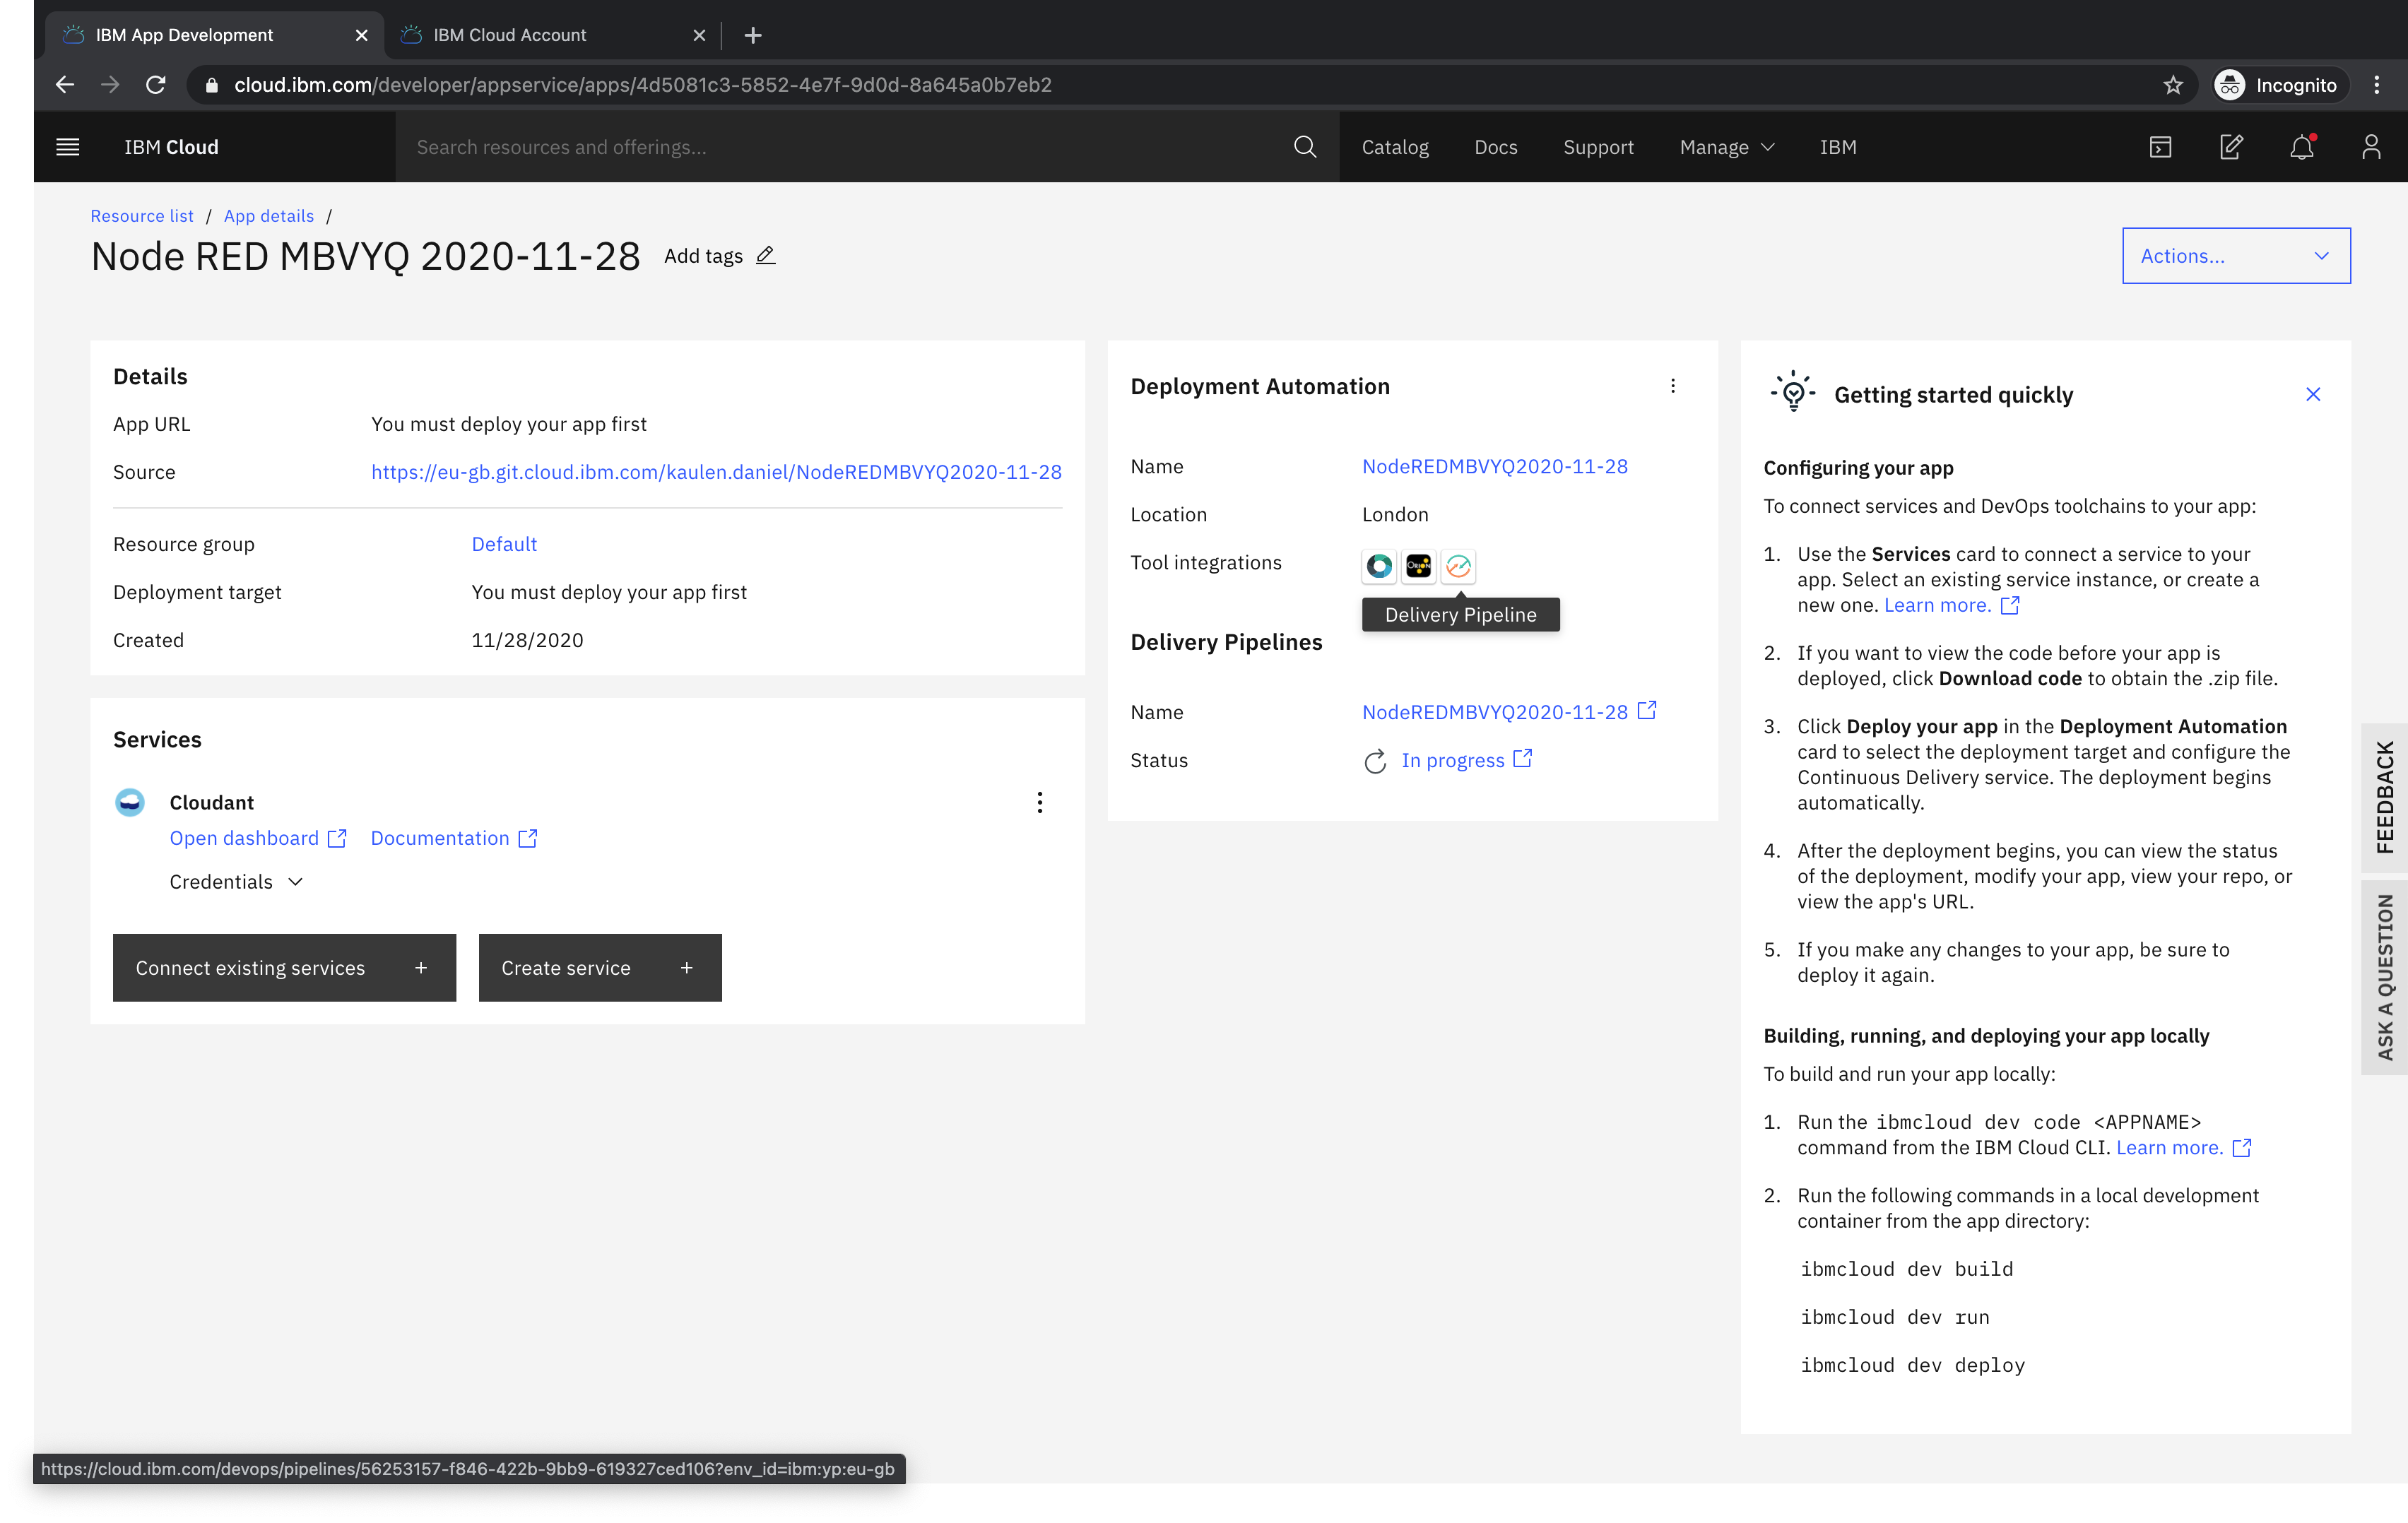 IBM App Development
IBM Cloud Account
cloud.ibm.com/developer/appservice/apps/4d5081c3-5852-4e7f-9d0d-8a645a0b7eb2
Incognito
IBM Cloud
Search resources and offerings...
Catalog
Docs
Support
Manage
IBM
Resource list / App details /
Node RED MBVYQ 2020-11-28
Add tags
Actions...
Details
App URL
You must deploy your app first
Source
https://eu-gb.git.cloud.ibm.com/kaulen.daniel/NodeREDMBVYQ2020-11-28
Resource group
Default
Deployment target
You must deploy your app first
Created
11/28/2020
Services
Cloudant
Open dashboard
Documentation
Credentials
Connect existing services +
Create service +
Deployment Automation
Name
NodeREDMBVYQ2020-11-28
Location
London
Tool integrations
ORION
Delivery Pipeline
Delivery Pipelines
Name
NodeREDMBVYQ2020-11-28
Status
In progress
Getting started quickly
Configuring your app
To connect services and DevOps toolchains to your app:
1. Use the Services card to connect a service to your
app. Select an existing service instance, or create a
new one. Learn more.
2. If you want to view the code before your app is
deployed, click Download code to obtain the .zip file.
3. Click Deploy your app in the Deployment Automation
card to select the deployment target and configure the
Continuous Delivery service. The deployment begins
automatically.
4. After the deployment begins, you can view the status
of the deployment, modify your app, view your repo, or
view the app's URL.
5. If you make any changes to your app, be sure to
deploy it again.
Building, running, and deploying your app locally
To build and run your app locally:
1. Run the ibmcloud dev code <APPNAME>
command from the IBM Cloud CLI. Learn more.
2. Run the following commands in a local development
container from the app directory:
ibmcloud dev build
ibmcloud dev run
ibmcloud dev deploy
FEEDBACK
ASK A QUESTION
https://cloud.ibm.com/devops/pipelines/56253157-f846-422b-9bb9-619327ced106?env_id=ibm:yp:eu-gb